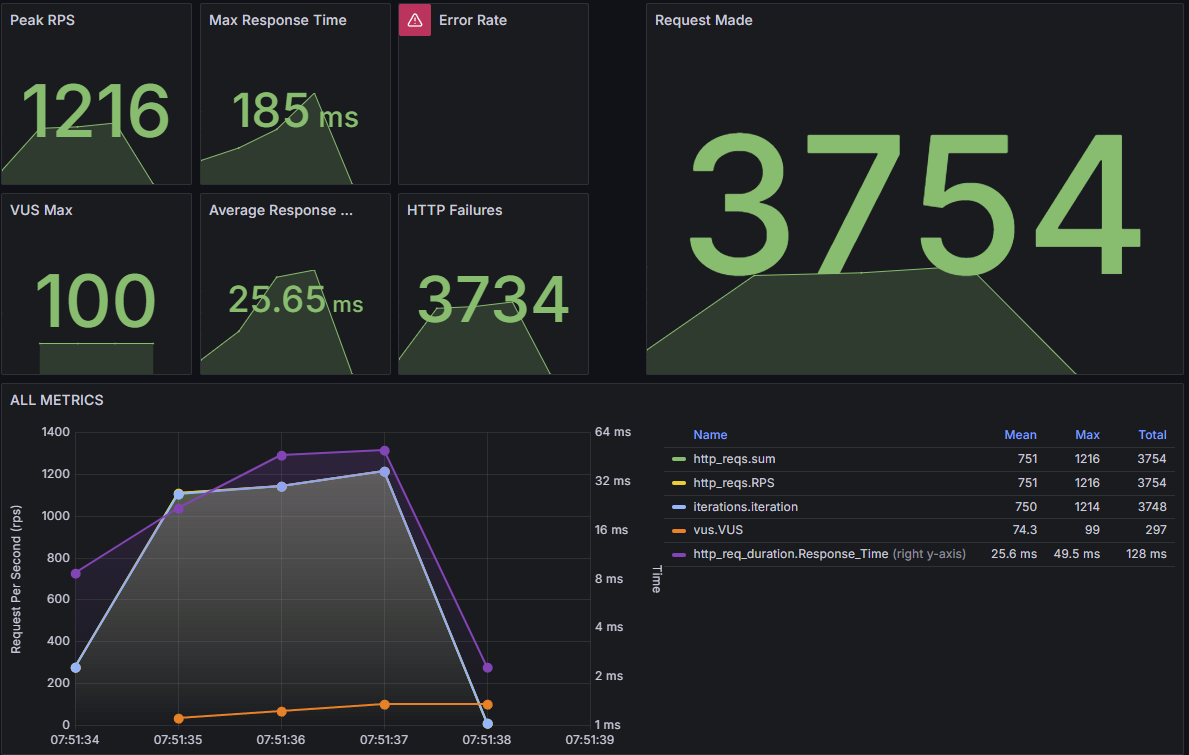 Peak RPS
1216
Max Response Time
185 ms
Error Rate
Request Made
3754
VUS Max
100
Average Response ...
25.65 ms
HTTP Failures
3734
ALL METRICS
Request Per Second (rps)
1400
1200
1000
800
600
400
200
0
64 ms
32 ms
16 ms
8 ms
4 ms
2 ms
1 ms
Time
07:51:34 07:51:35 07:51:36 07:51:37 07:51:38 07:51:39
Name Mean Max Total
http_reqs.sum 751 1216 3754
http_reqs.RPS 751 1216 3754
iterations.iteration 750 1214 3748
vus.VUS 74.3 99 297
http_req_duration.Response_Time (right y-axis) 25.6 ms 49.5 ms 128 ms